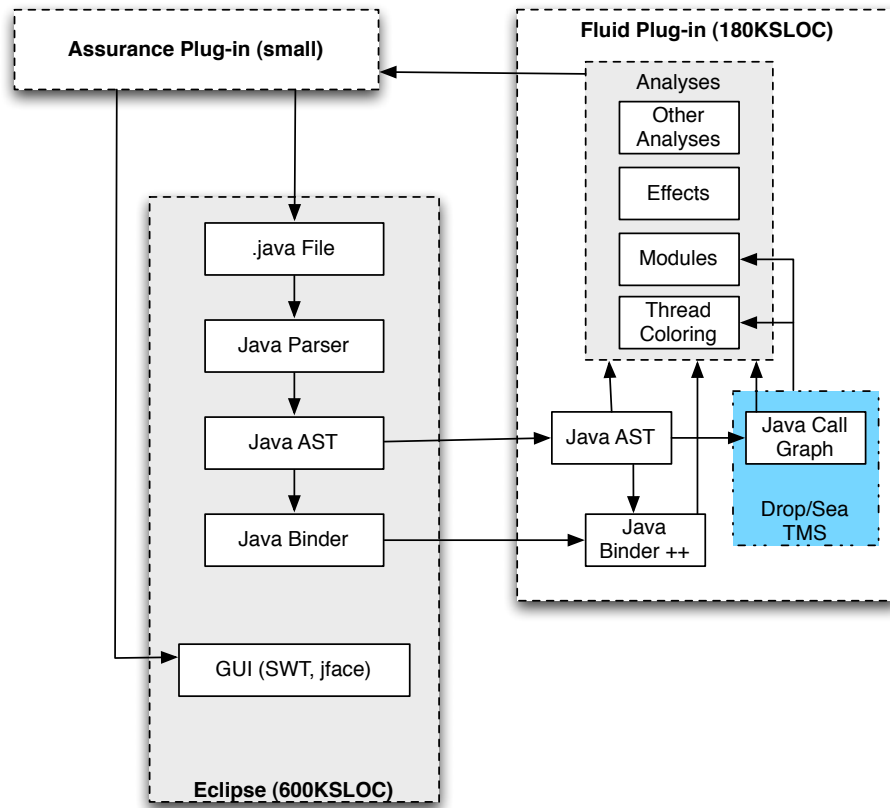 Assurance Plug-in (small)
Fluid Plug-in (180KSLOC)
Analyses
Other
Analyses
Effects
Modules
Thread
Coloring
.java File
Java Parser
Java AST
Java Binder
GUI (SWT, jface)
Eclipse (600KSLOC)
Java AST
Java
Binder ++
Java Call
Graph
Drop/Sea
TMS